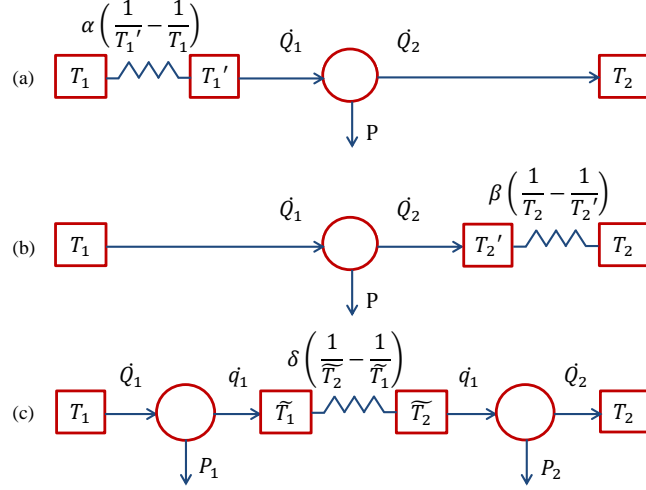 α ( 1/T₁′ − 1/T₁ )
(a) T₁ T₁′ Q̇₁ Q̇₂ T₂
P
β ( 1/T₂ − 1/T₂′ )
(b) T₁ Q̇₁ Q̇₂ T₂′ T₂
P
δ ( 1/T̃₂ − 1/T̃₁ )
(c) T₁ Q̇₁ q̇₁ T̃₁ T̃₂ q̇₁ Q̇₂ T₂
P₁ P₂